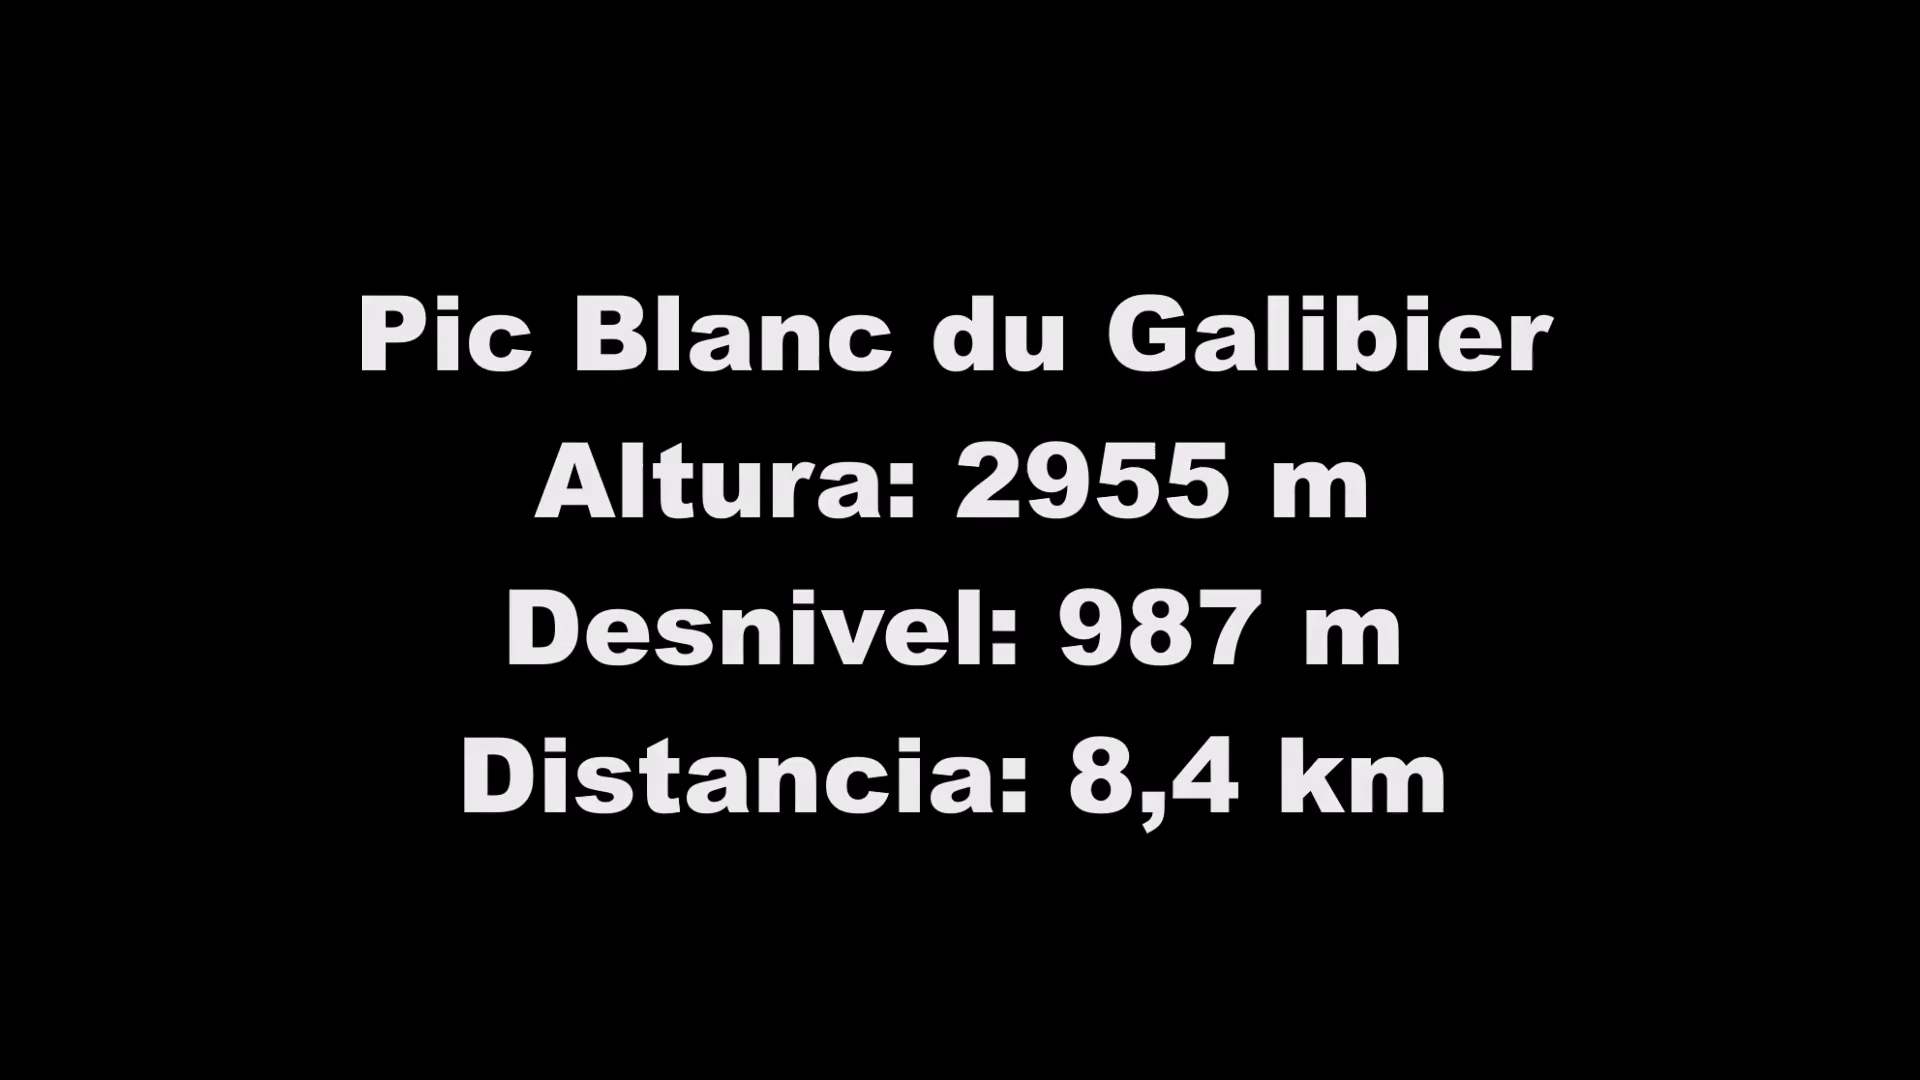 Pic Blanc du Galibier
Altura: 2955 m
Desnivel: 987 m
Distancia: 8,4 km